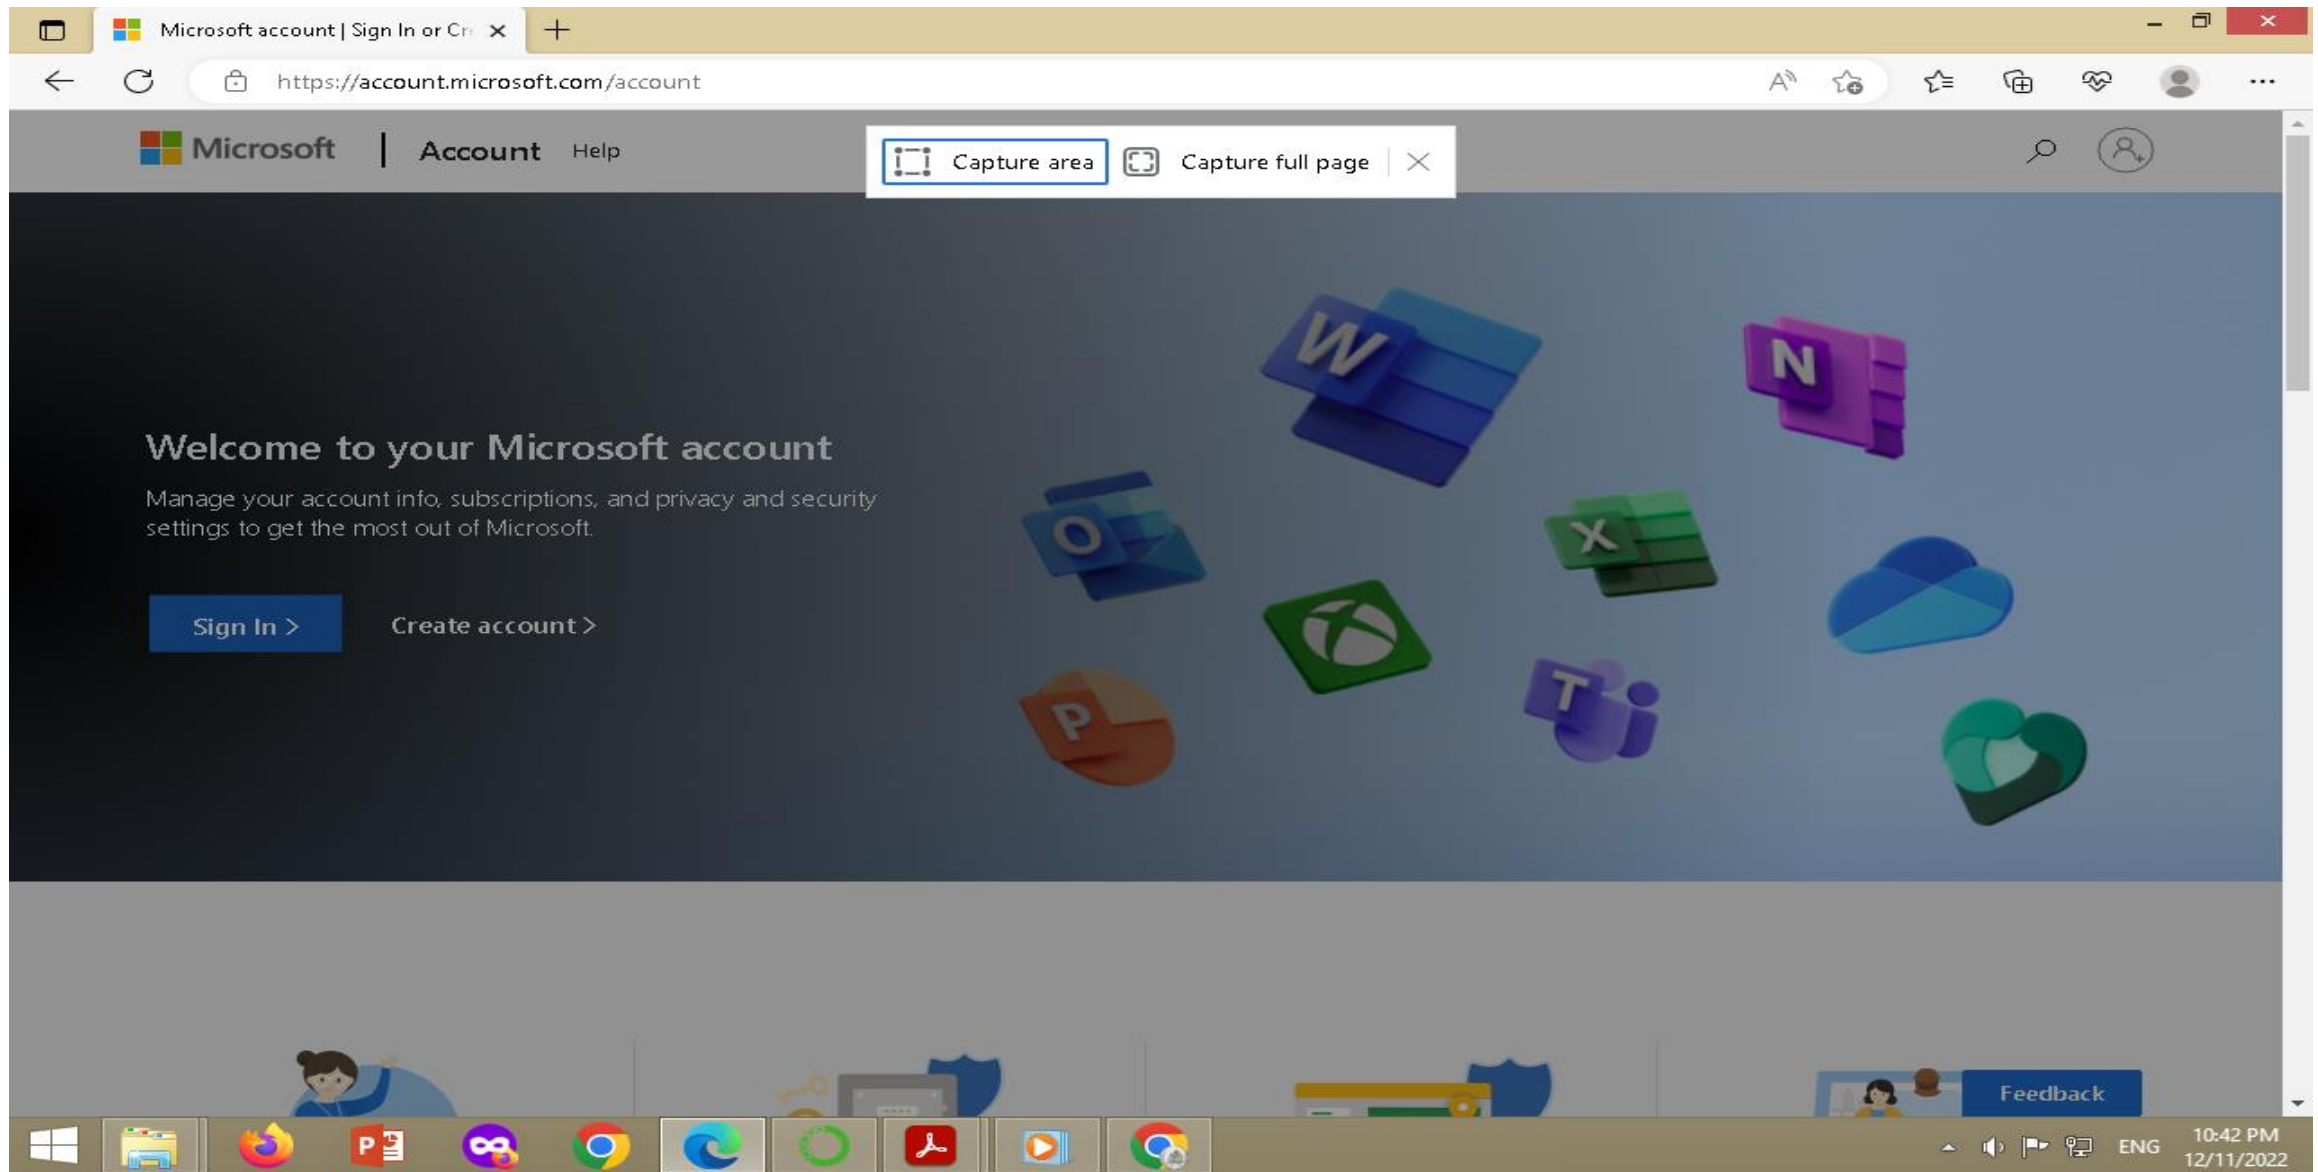 Microsoft account | Sign In or Cr
https://account.microsoft.com/account
Microsoft | Account Help
Capture area
Capture full page
Welcome to your Microsoft account
Manage your account info, subscriptions, and privacy and security
settings to get the most out of Microsoft.
Sign In >
Create account >
W
N
O
X
P
T
Feedback
P
ENG
10:42 PM
12/11/2022